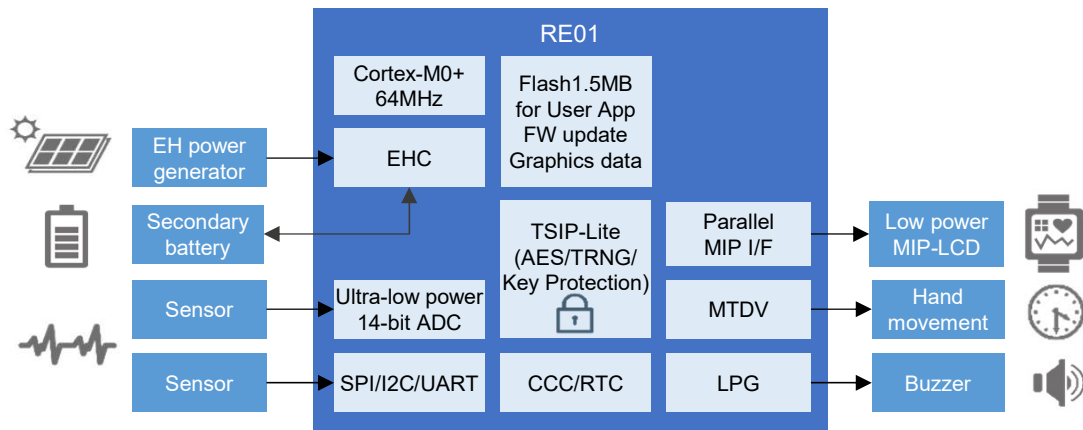 RE01
Cortex-M0+
64MHz
Flash1.5MB
for User App
FW update
Graphics data
EH power
generator
EHC
Secondary
battery
TSIP-Lite
(AES/TRNG/
Key Protection)
Parallel
MIP I/F
Low power
MIP-LCD
Sensor
Ultra-low power
14-bit ADC
MTDV
Hand
movement
Sensor
SPI/I2C/UART
CCC/RTC
LPG
Buzzer